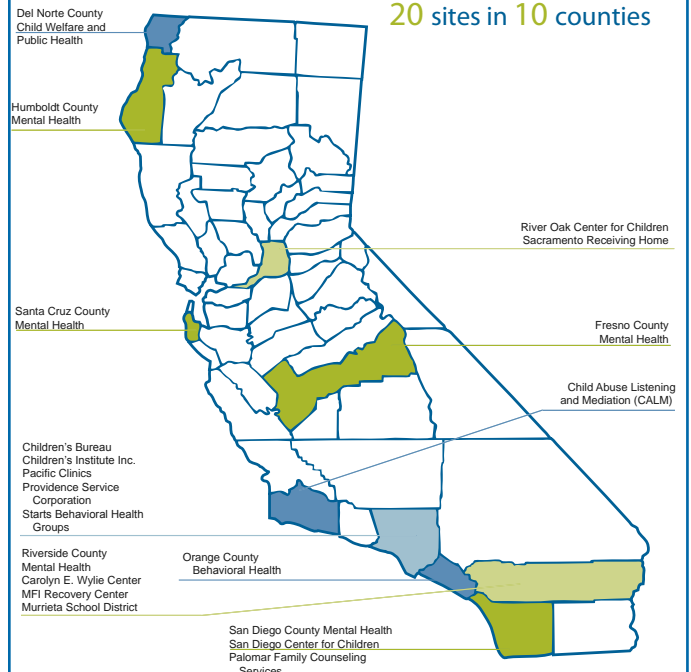 20 sites in 10 counties
Del Norte County
Child Welfare and
Public Health
Humboldt County
Mental Health
River Oak Center for Children
Sacramento Receiving Home
Santa Cruz County
Mental Health
Fresno County
Mental Health
Child Abuse Listening
and Mediation (CALM)
Children's Bureau
Children's Institute Inc.
Pacific Clinics
Providence Service
Corporation
Starts Behavioral Health
Groups
Riverside County
Mental Health
Carolyn E. Wylie Center
MFI Recovery Center
Murrieta School District
Orange County
Behavioral Health
San Diego County Mental Health
San Diego Center for Children
Palomar Family Counseling
Services